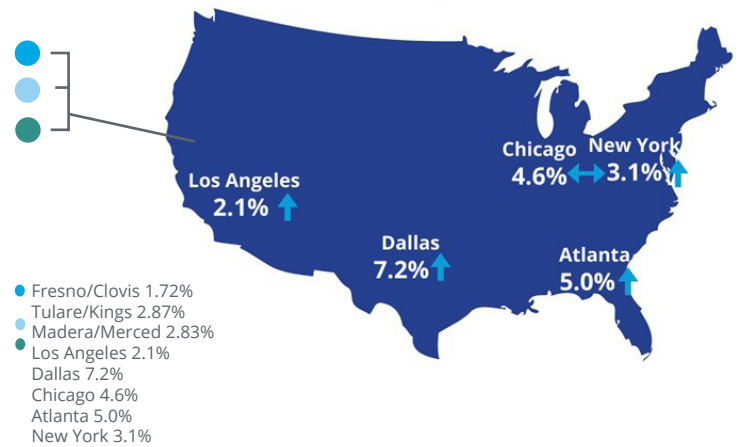 Chicago
4.6%
New York
3.1%
Los Angeles
2.1%
Dallas
7.2%
Atlanta
5.0%
Fresno/Clovis 1.72%
Tulare/Kings 2.87%
Madera/Merced 2.83%
Los Angeles 2.1%
Dallas 7.2%
Chicago 4.6%
Atlanta 5.0%
New York 3.1%